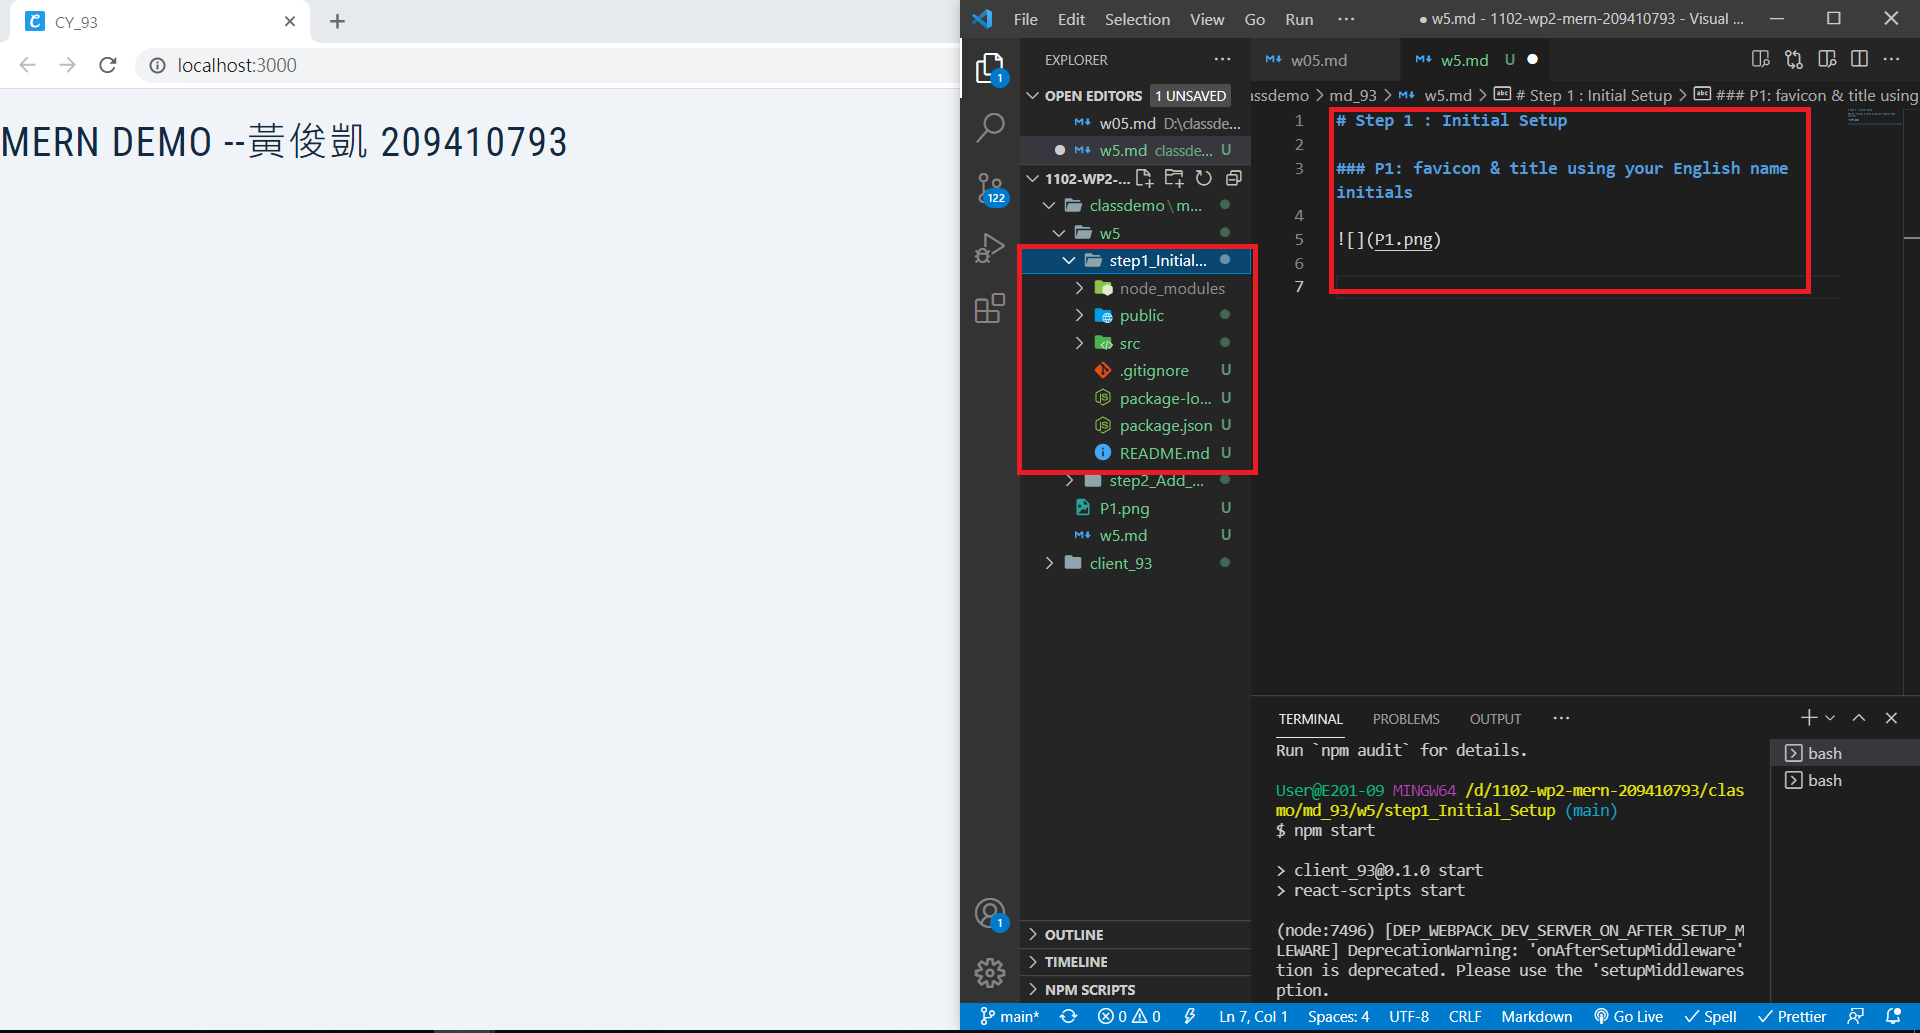 CY_93
localhost:3000
MERN DEMO --黃俊凱 209410793
File Edit Selection View Go Run ··· ● w5.md - 1102-wp2-mern-209410793 - Visual ...
EXPLORER
1
OPEN EDITORS 1 UNSAVED
w05.md D:\classde...
w5.md classde... U
1102-WP2-...
122
classdemo\m...
w5
step1_Initial...
node_modules
public
src
.gitignore U
package-lo... U
package.json U
README.md U
step2_Add_...
P1.png U
w5.md U
client_93
1
OUTLINE
TIMELINE
NPM SCRIPTS
w05.md
w5.md U
assdemo > md_93 > w5.md > # Step 1 : Initial Setup > ### P1: favicon & title using
1 # Step 1 : Initial Setup
2
3 ### P1: favicon & title using your English name
initials
4
5 ![](P1.png)
6
7
TERMINAL PROBLEMS OUTPUT ···
bash
bash
Run `npm audit` for details.
User@E201-09 MINGW64 /d/1102-wp2-mern-209410793/clas
mo/md_93/w5/step1_Initial_Setup (main)
$ npm start
> client_93@0.1.0 start
> react-scripts start
(node:7496) [DEP_WEBPACK_DEV_SERVER_ON_AFTER_SETUP_M
LEWARE] DeprecationWarning: 'onAfterSetupMiddleware'
tion is deprecated. Please use the 'setupMiddlewares
ption.
main* 0 0 Ln 7, Col 1 Spaces: 4 UTF-8 CRLF Markdown Go Live Spell Prettier